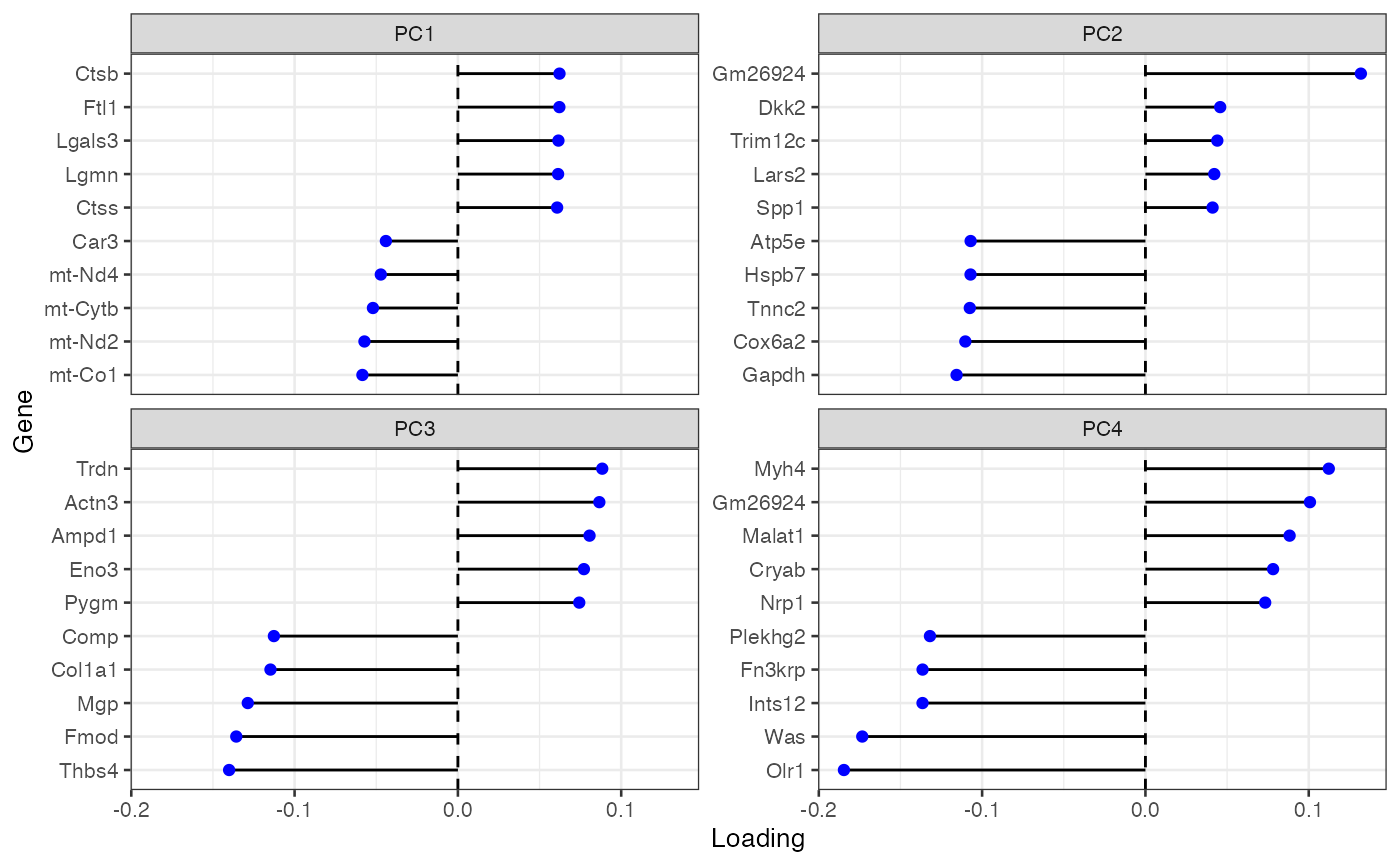 PC1
Ctsb
Ftl1
Lgals3
Lgmn
Ctss
Car3
mt-Nd4
mt-Cytb
mt-Nd2
mt-Co1
PC2
Gm26924
Dkk2
Trim12c
Lars2
Spp1
Atp5e
Hspb7
Tnnc2
Cox6a2
Gapdh
Gene
PC3
Trdn
Actn3
Ampd1
Eno3
Pygm
Comp
Col1a1
Mgp
Fmod
Thbs4
-0.2 -0.1 0.0 0.1
PC4
Myh4
Gm26924
Malat1
Cryab
Nrp1
Plekhg2
Fn3krp
Ints12
Was
Olr1
-0.2 -0.1 0.0 0.1
Loading